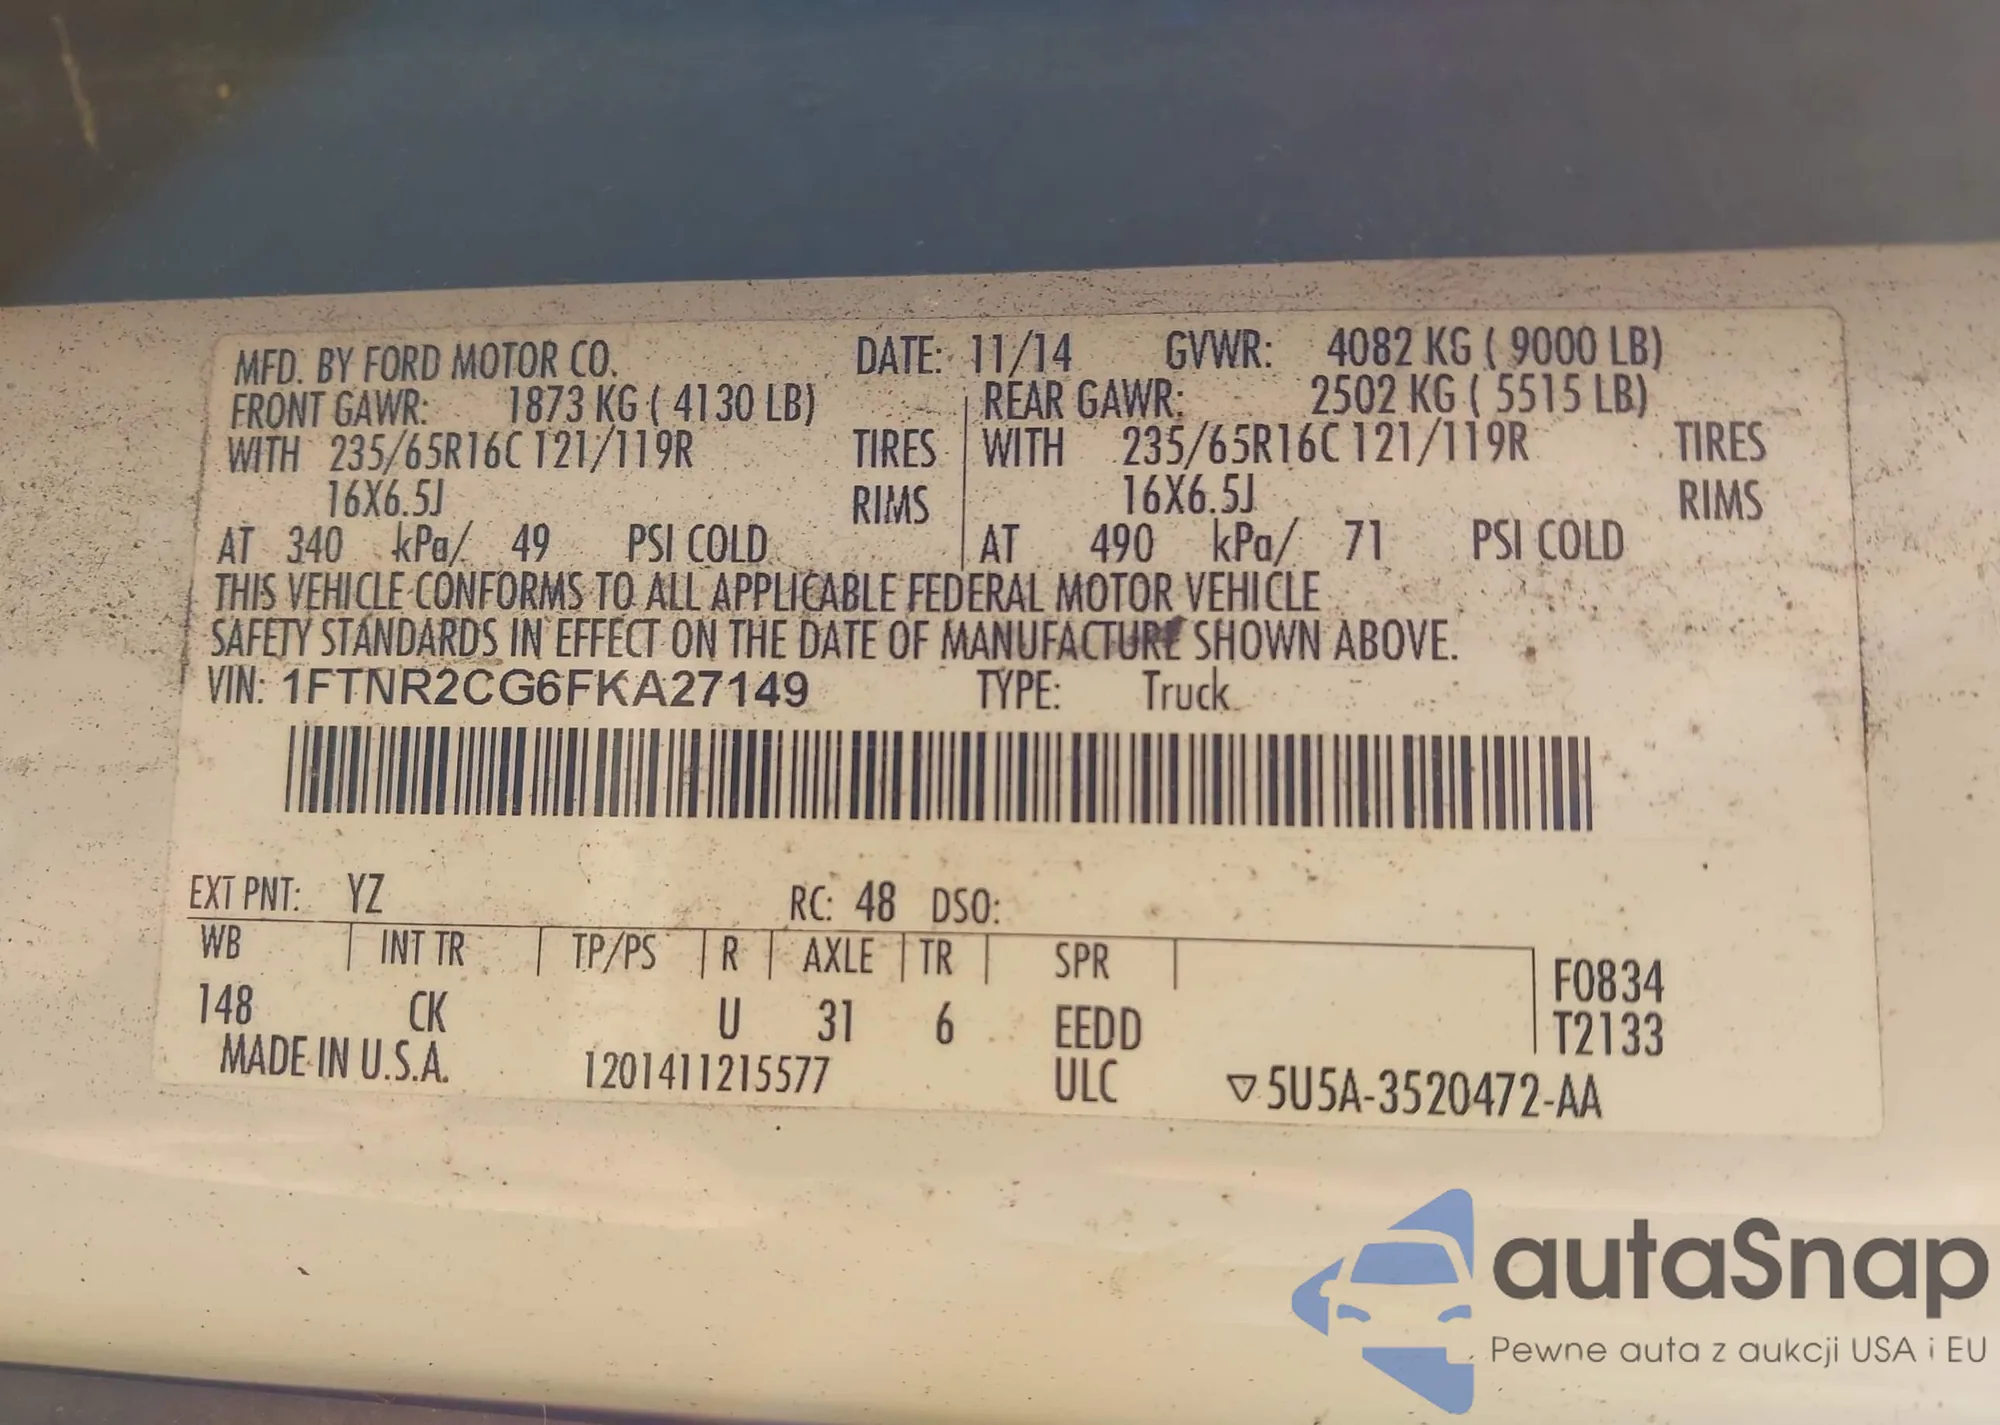 MFD. BY FORD MOTOR CO. DATE: 11/14 GVWR: 4082 KG ( 9000 LB)
FRONT GAWR: 1873 KG ( 4130 LB) REAR GAWR: 2502 KG ( 5515 LB)
WITH 235/65R16C 121/119R TIRES WITH 235/65R16C 121/119R TIRES
16X6.5J RIMS 16X6.5J RIMS
AT 340 kPa/ 49 PSI COLD AT 490 kPa/ 71 PSI COLD
THIS VEHICLE CONFORMS TO ALL APPLICABLE FEDERAL MOTOR VEHICLE
SAFETY STANDARDS IN EFFECT ON THE DATE OF MANUFACTURE SHOWN ABOVE.
VIN: 1FTNR2CG6FKA27149 TYPE: Truck
EXT PNT: YZ RC: 48 DSO:
WB INT TR TP/PS R AXLE TR SPR F0834
148 CK U 31 6 EEDD T2133
MADE IN U.S.A. 1201411215577 ULC ▽5U5A-3520472-AA
autaSnap
Pewne auta z aukcji USA i EU